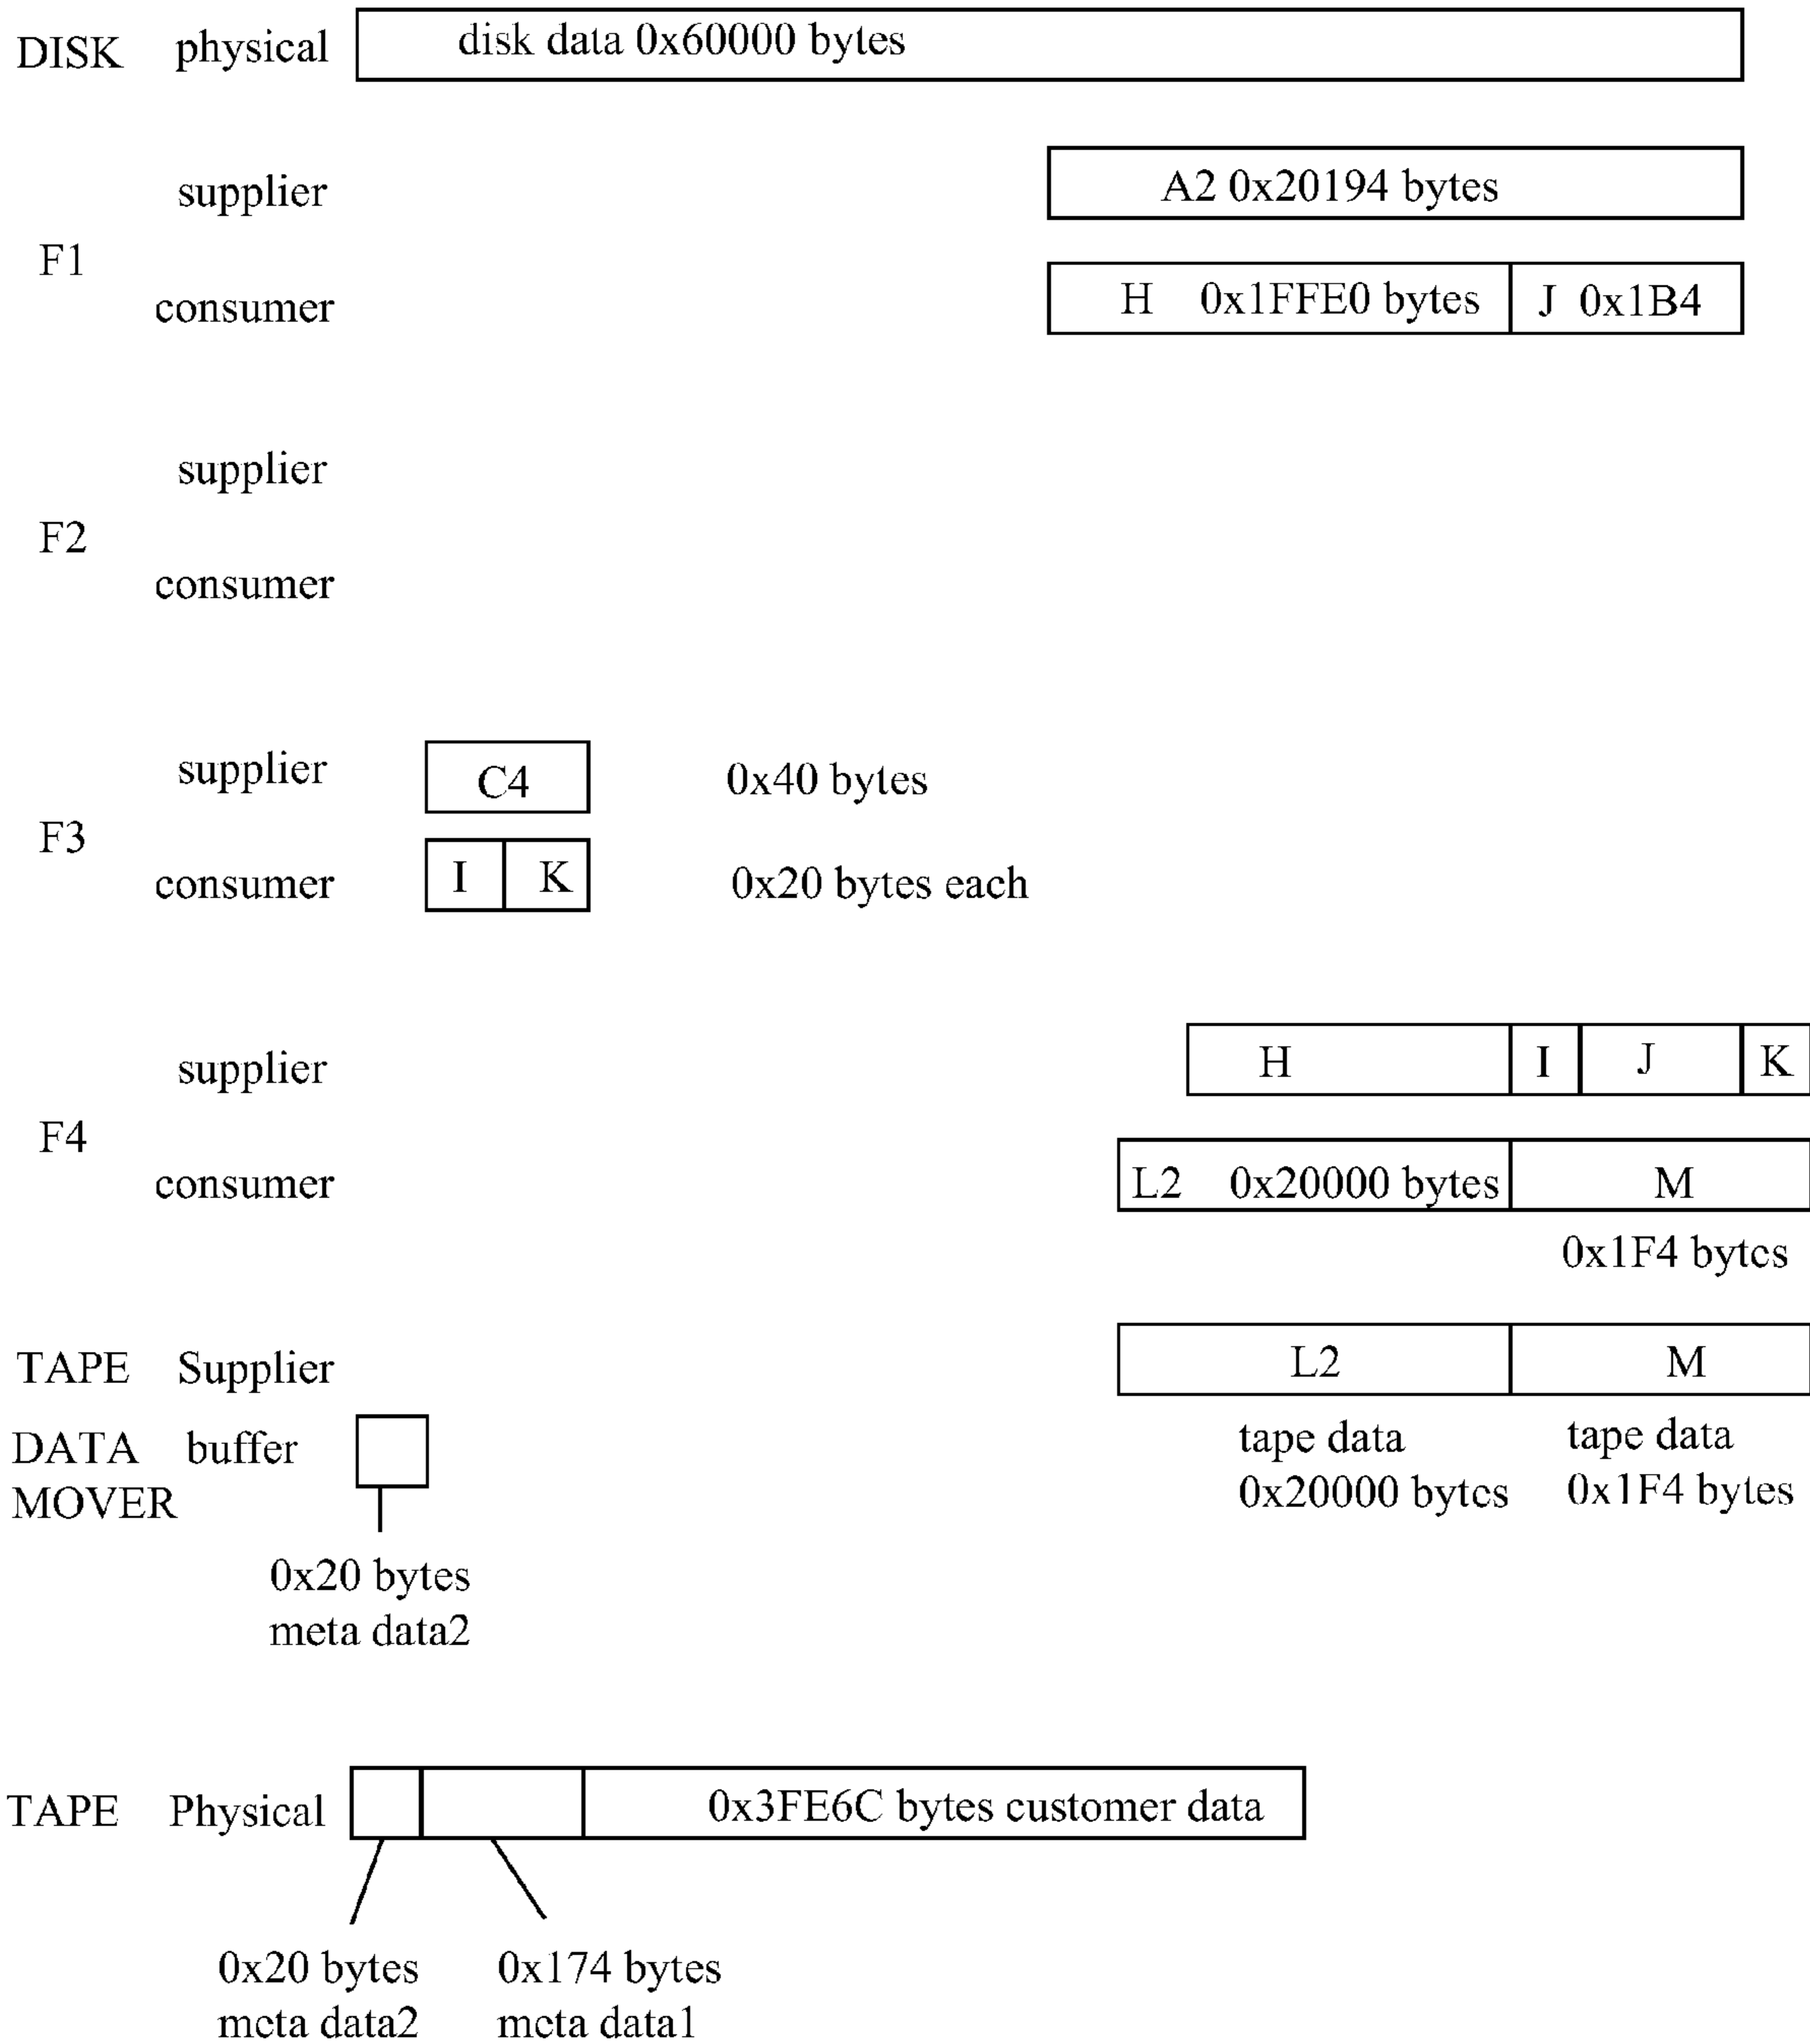 DISK physical disk data 0x60000 bytes
supplier A2 0x20194 bytes
F1
consumer H 0x1FFE0 bytes J 0x1B4
supplier
F2
consumer
supplier C4 0x40 bytes
F3
consumer I K 0x20 bytes each
supplier H I J K
F4
consumer L2 0x20000 bytes M
0x1F4 bytes
TAPE Supplier L2 M
DATA buffer tape data tape data
MOVER 0x20000 bytes 0x1F4 bytes
0x20 bytes
meta data2
TAPE Physical 0x3FE6C bytes customer data
0x20 bytes 0x174 bytes
meta data2 meta data1